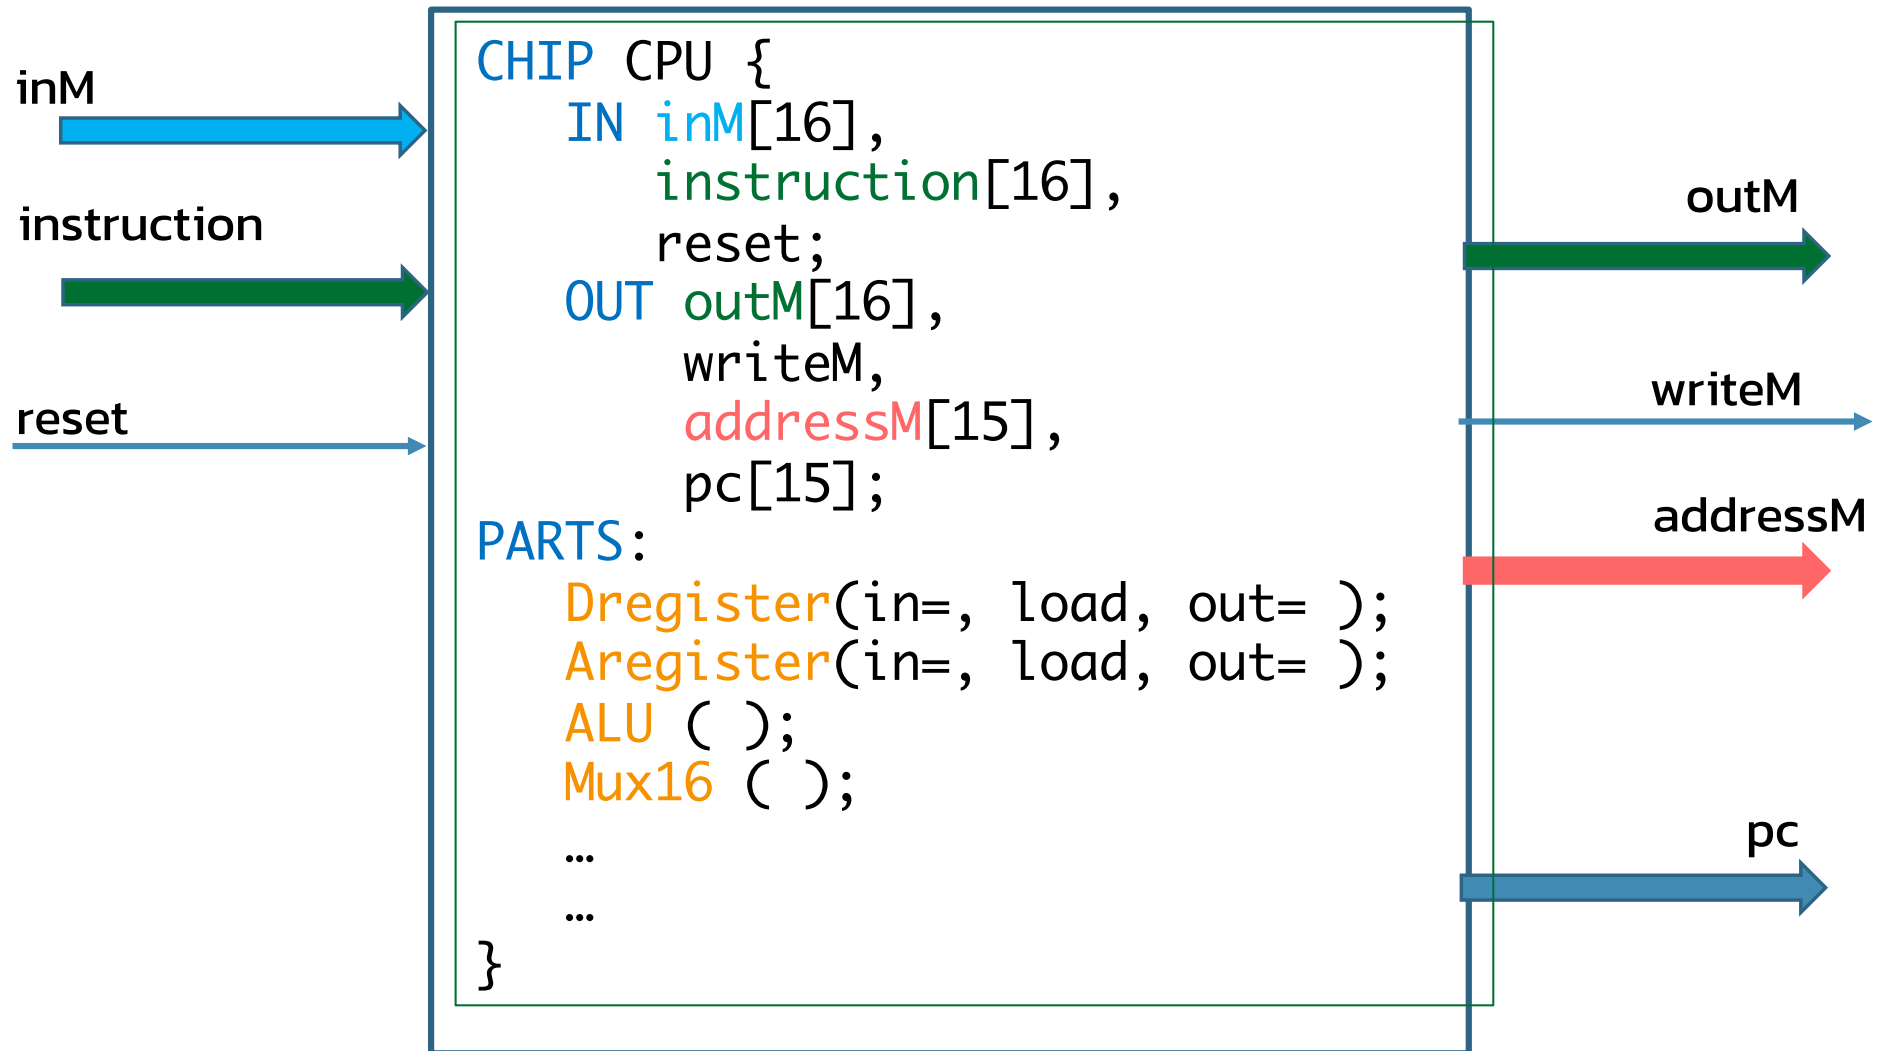 inM
instruction
reset
CHIP CPU {
IN inM[16],
instruction[16],
reset;
OUT outM[16],
writeM,
addressM[15],
pc[15];
PARTS:
Dregister(in=, load, out= );
Aregister(in=, load, out= );
ALU ( );
Mux16 ( );
…
…
}
outM
writeM
addressM
pc